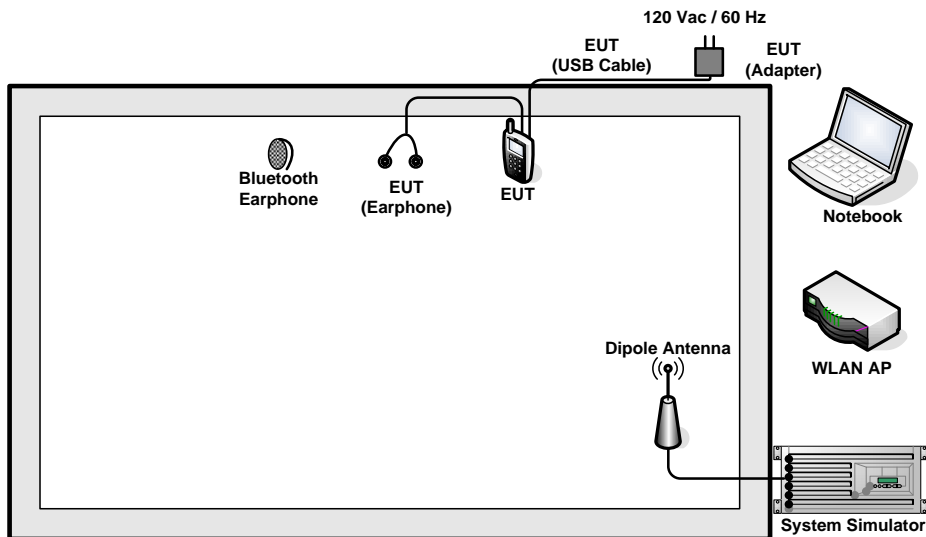 120 Vac / 60 Hz
EUT
(USB Cable)
EUT
(Adapter)
Bluetooth
Earphone
EUT
(Earphone)
EUT
Notebook
Dipole Antenna
WLAN AP
System Simulator